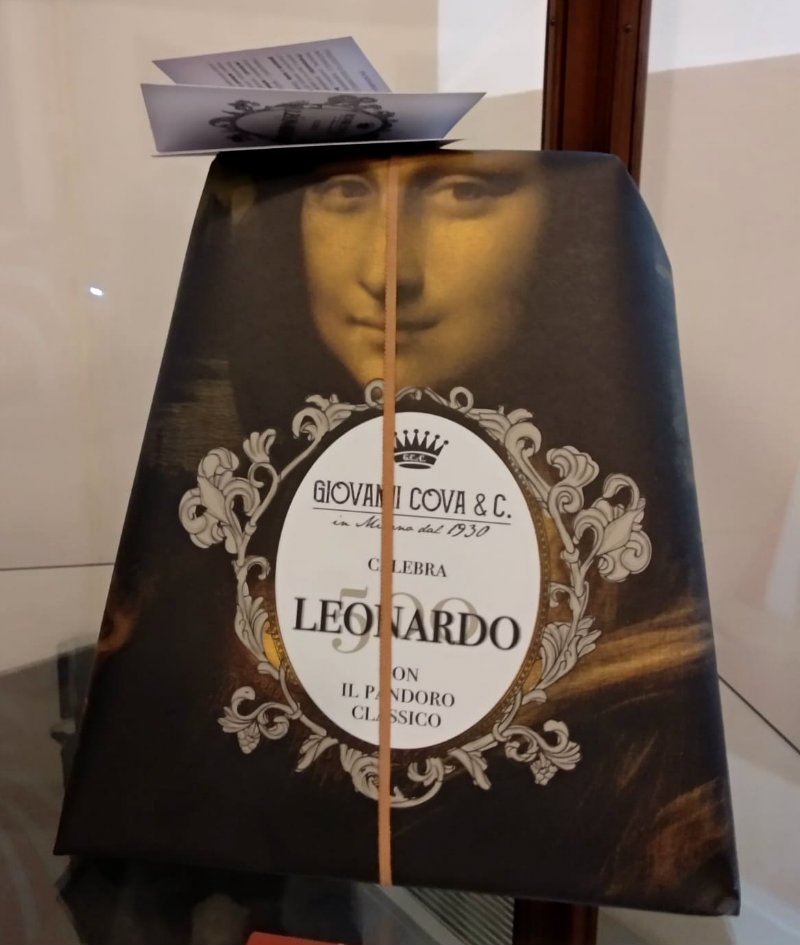 G.C.C.
GIOVANNI COVA & C.
in Milano dal 1930
CELEBRA
500
LEONARDO
CON
IL PANDORO
CLASSICO